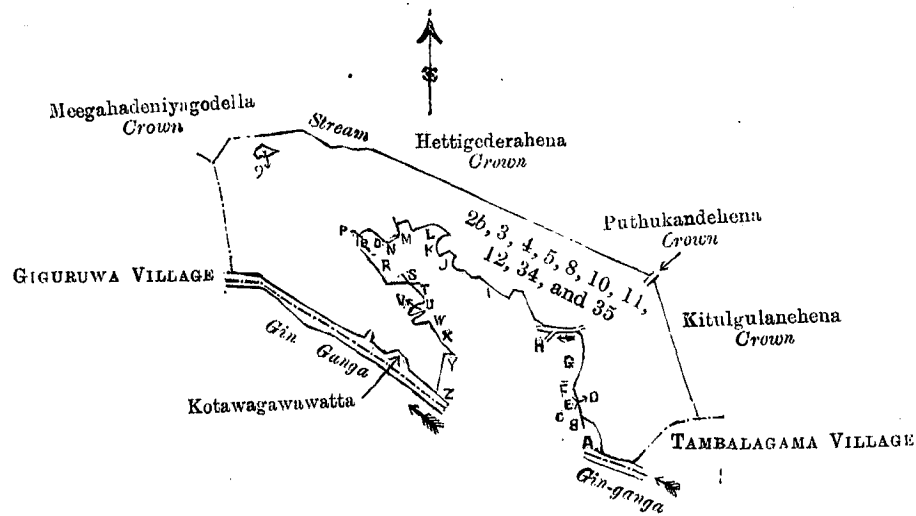 Meegahadeniyagodella
Crown
Stream
Hettigederahena
Crown
9
2b, 3, 4, 5, 8, 10, 11,
12, 34, and 35
Puthukandehena
Crown
GIGURUWA VILLAGE
Kitulgulanehena
Crown
P
O
N
M
L
K
J
I
R
S
T
U
V
W
X
Y
Z
H
G
F
E
D
C
B
A
Gin Ganga
Kotawagawawatta
TAMBALAGAMA VILLAGE
Gin-ganga